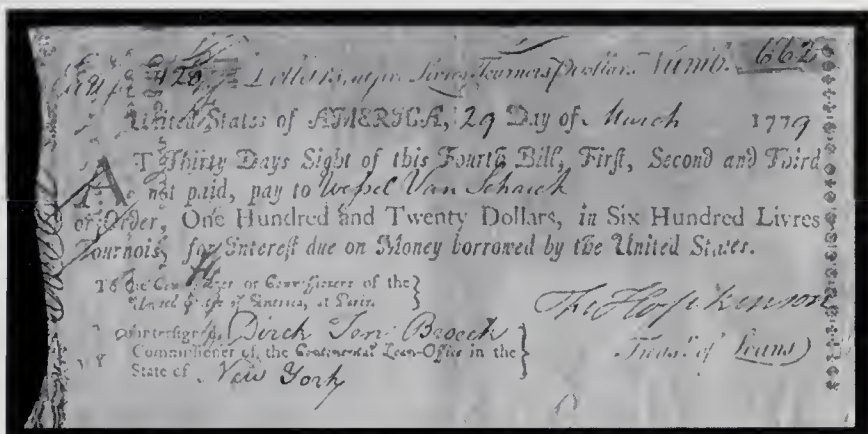 Dollars Numb. 662
United States of AMERICA, 29 Day of March 1779
AT Thirty Days Sight of this Fourth Bill, First, Second and Third
not paid, pay to Wessel Van Schaick
or Order, One Hundred and Twenty Dollars, in Six Hundred Livres
Tournois, for Interest due on Money borrowed by the United States.
To the Commissioner or Commissioners of the
United States of America, at Paris.
Fra Hopkinson
Countersigned, Dirck Ten Broeck
Treasr of Loans
Commissioner of the Continental Loan-Office in the
State of New York